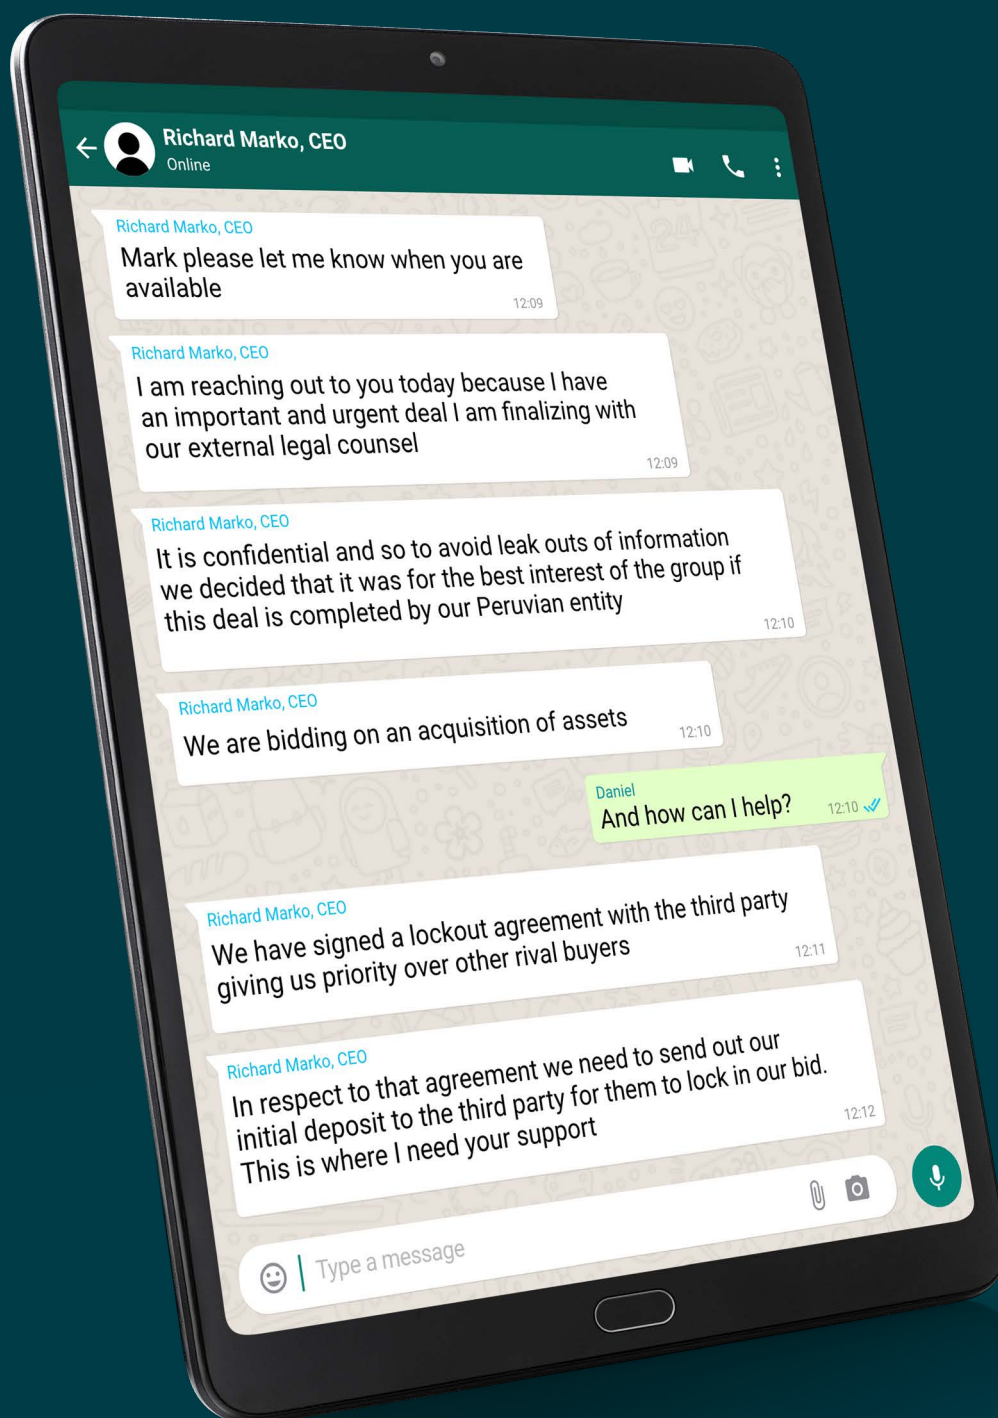 Richard Marko, CEO
Online
Richard Marko, CEO
Mark please let me know when you are
available
12:09
Richard Marko, CEO
I am reaching out to you today because I have
an important and urgent deal I am finalizing with
our external legal counsel
12:09
Richard Marko, CEO
It is confidential and so to avoid leak outs of information
we decided that it was for the best interest of the group if
this deal is completed by our Peruvian entity
12:10
Richard Marko, CEO
We are bidding on an acquisition of assets
12:10
Daniel
And how can I help?
12:10
Richard Marko, CEO
We have signed a lockout agreement with the third party
giving us priority over other rival buyers
12:11
Richard Marko, CEO
In respect to that agreement we need to send out our
initial deposit to the third party for them to lock in our bid.
This is where I need your support
12:12
Type a message